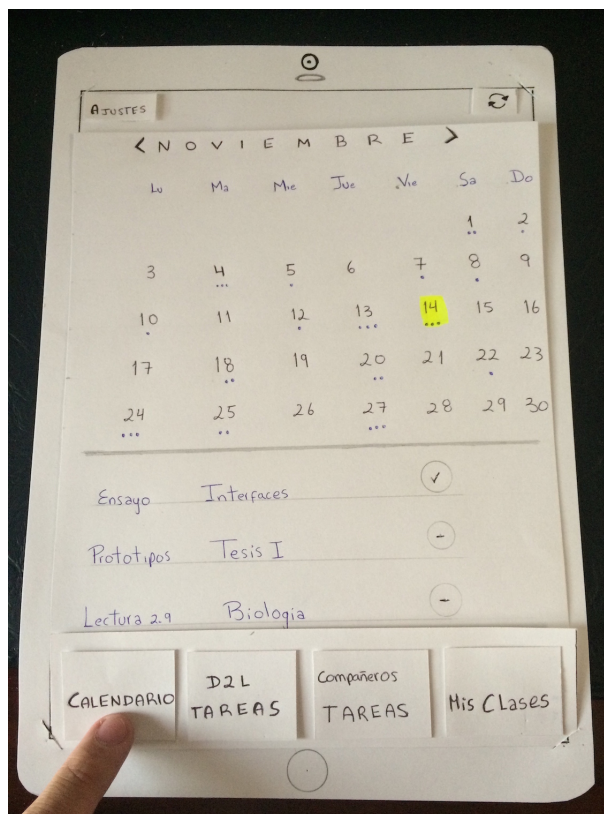 AJUSTES
< NOVIEMBRE >
Lu Ma Mie Jue Vie Sa Do
1 2
3 4 5 6 7 8 9
10 11 12 13 14 15 16
17 18 19 20 21 22 23
24 25 26 27 28 29 30
Ensayo Interfaces
Prototipos Tesis I
Lectura 2.9 Biologia
CALENDARIO
D2L
TAREAS
Compañeros
TAREAS
Mis Clases